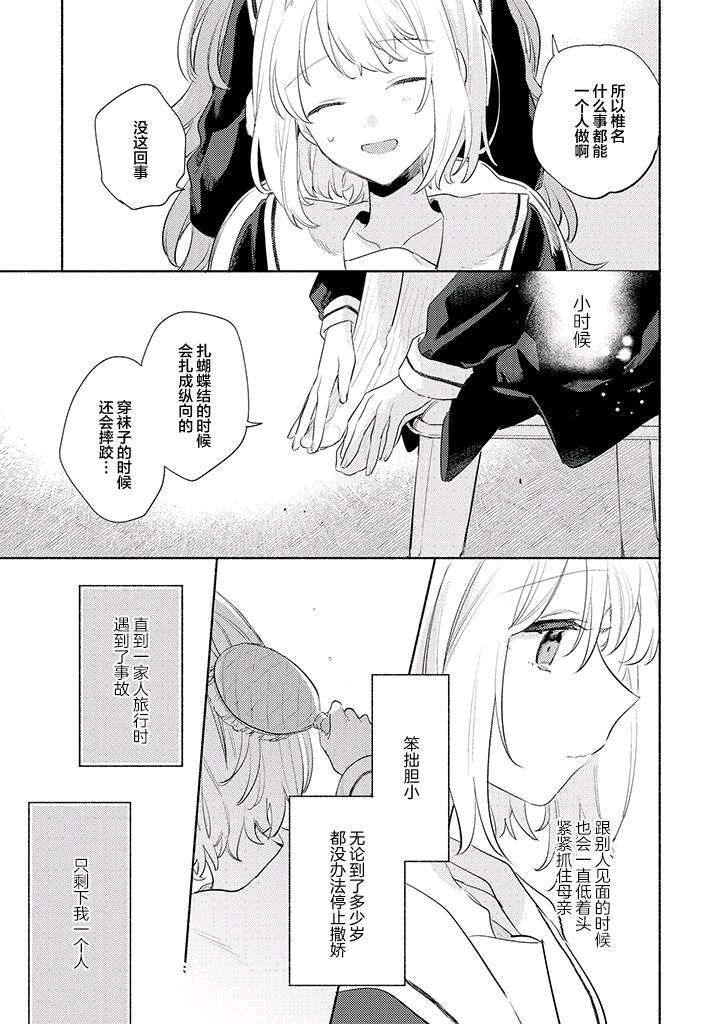 所以椎名
什么事都能
一个人做啊
没这回事
小时候
扎蝴蝶结的时候
会扎成纵向的
穿袜子的时候
还会摔跤…
跟别人见面的时候
也会一直低着头
紧紧抓住母亲
笨拙胆小
无论到了多少岁
都没办法停止撒娇
直到一家人旅行时
遇到了事故
只剩下我一个人